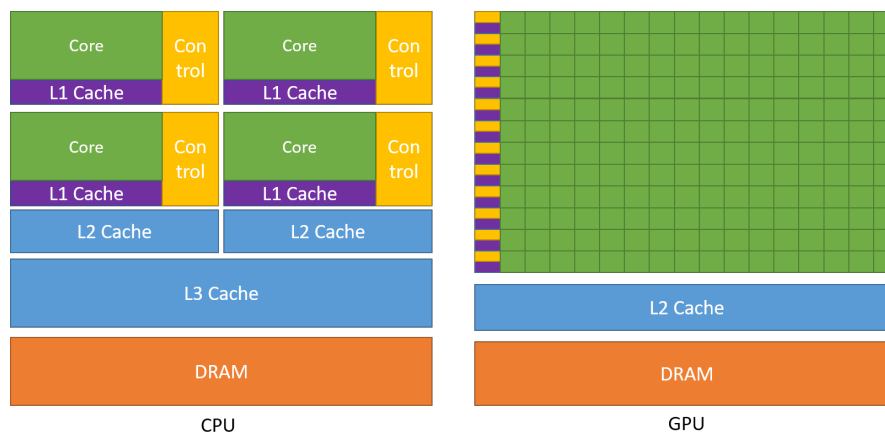 Core
Con
trol
L1 Cache
Core
Con
trol
L1 Cache
Core
Con
trol
L1 Cache
Core
Con
trol
L1 Cache
L2 Cache
L2 Cache
L3 Cache
DRAM
CPU
L2 Cache
DRAM
GPU